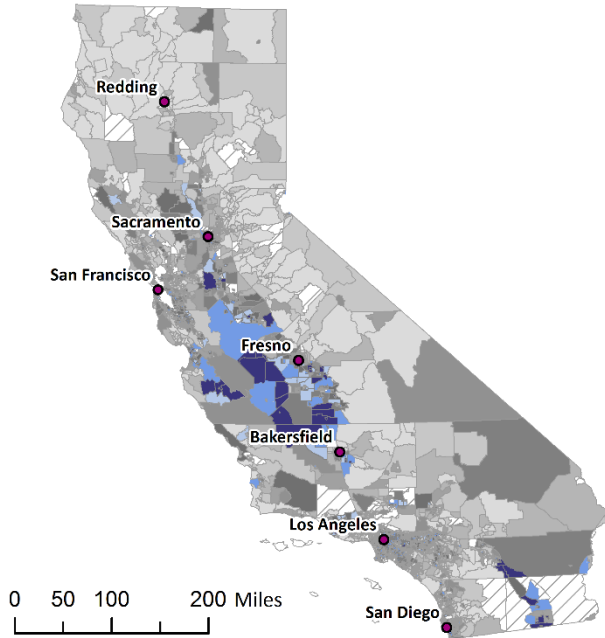 Redding
Sacramento
San Francisco
Fresno
Bakersfield
Los Angeles
San Diego
0 50 100 200 Miles